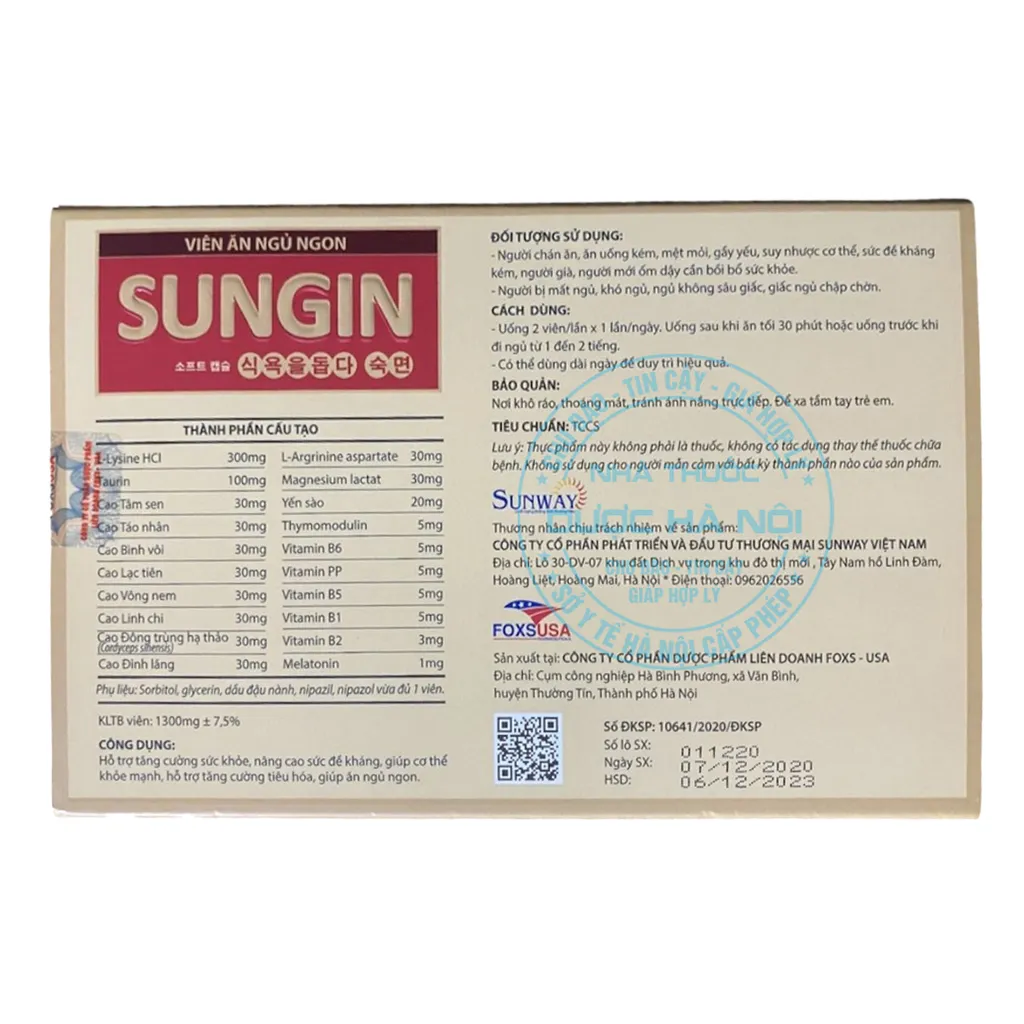 VIÊN ĂN NGỦ NGON
SUNGIN
소프트 캡슐 식욕을돕다 숙면
THÀNH PHẦN CẤU TẠO
L-Lysine HCl 300mg
Taurin 100mg
Cao Tâm sen 30mg
Cao Táo nhân 30mg
Cao Bình vôi 30mg
Cao Lạc tiên 30mg
Cao Vông nem 30mg
Cao Linh chi 30mg
Cao Đông trùng hạ thảo 30mg
(Cordyceps sinensis)
Cao Đinh lăng 30mg
L-Arginine aspartate 30mg
Magnesium lactat 30mg
Yến sào 20mg
Thymomodulin 5mg
Vitamin B6 5mg
Vitamin PP 5mg
Vitamin B5 5mg
Vitamin B1 5mg
Vitamin B2 3mg
Melatonin 1mg
Phụ liệu: Sorbitol, glycerin, dầu đậu nành, nipazil, nipazol vừa đủ 1 viên.
KLTB viên: 1300mg ± 7,5%
CÔNG DỤNG:
Hỗ trợ tăng cường sức khỏe, nâng cao sức đề kháng, giúp cơ thể
khỏe mạnh, hỗ trợ tăng cường tiêu hóa, giúp ăn ngủ ngon.
ĐỐI TƯỢNG SỬ DỤNG:
- Người chán ăn, ăn uống kém, mệt mỏi, gầy yếu, suy nhược cơ thể, sức đề kháng
kém, người già, người mới ốm dậy cần bồi bổ sức khỏe.
- Người bị mất ngủ, khó ngủ, ngủ không sâu giấc, giấc ngủ chập chờn.
CÁCH DÙNG:
- Uống 2 viên/lần x 1 lần/ngày. Uống sau khi ăn tối 30 phút hoặc uống trước khi
đi ngủ từ 1 đến 2 tiếng.
- Có thể dùng dài ngày để duy trì hiệu quả.
BẢO QUẢN:
Nơi khô ráo, thoáng mát, tránh ánh nắng trực tiếp. Để xa tầm tay trẻ em.
TIÊU CHUẨN: TCCS
Lưu ý: Thực phẩm này không phải là thuốc, không có tác dụng thay thế thuốc chữa
bệnh. Không sử dụng cho người mẫn cảm với bất kỳ thành phần nào của sản phẩm.
SUNWAY
Thương nhân chịu trách nhiệm về sản phẩm:
CÔNG TY CỔ PHẦN PHÁT TRIỂN VÀ ĐẦU TƯ THƯƠNG MẠI SUNWAY VIỆT NAM
Địa chỉ: Lô 30-DV-07 khu đất Dịch vụ trong khu đô thị mới , Tây Nam hồ Linh Đàm,
Hoàng Liệt, Hoàng Mai, Hà Nội * Điện thoại: 0962026556
FOXSUSA
Sản xuất tại: CÔNG TY CỔ PHẦN DƯỢC PHẨM LIÊN DOANH FOXS - USA
Địa chỉ: Cụm công nghiệp Hà Bình Phương, xã Văn Bình,
huyện Thường Tín, Thành phố Hà Nội
Số ĐKSP: 10641/2020/ĐKSP
Số lô SX: 011220
Ngày SX: 07/12/2020
HSD: 06/12/2023
TIN CẬY
NHÀ THUỐC
DƯỢC HÀ NỘI
CHU ĐÁO - TIN CẬY
GIÁP HỢP LÝ
SỞ Y TẾ HÀ NỘI CẤP PHÉP